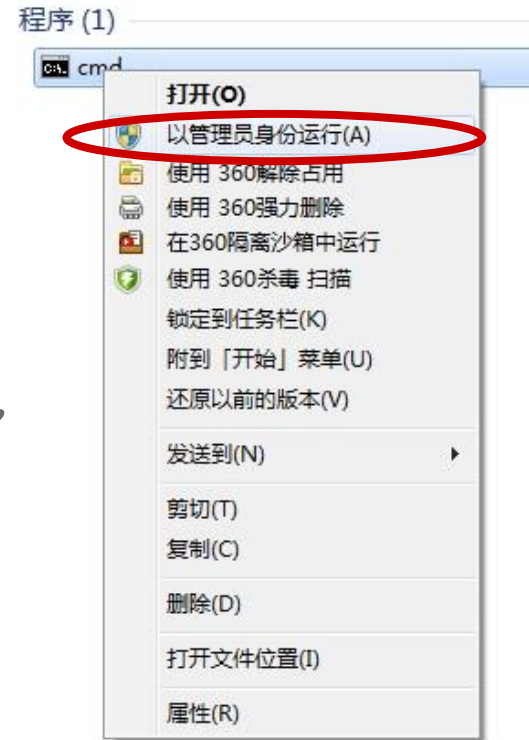 程序 (1)
cmd
打开(O)
以管理员身份运行(A)
使用 360解除占用
使用 360强力删除
在360隔离沙箱中运行
使用 360杀毒 扫描
锁定到任务栏(K)
附到「开始」菜单(U)
还原以前的版本(V)
发送到(N)
剪切(T)
复制(C)
删除(D)
打开文件位置(I)
属性(R)